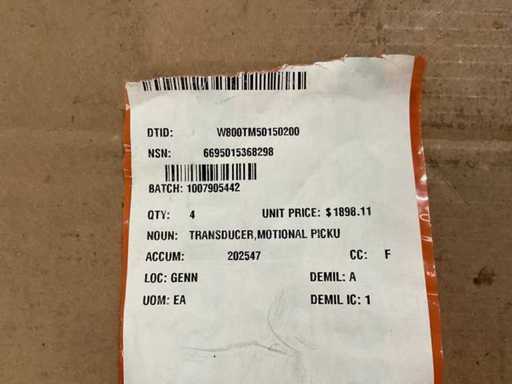 DTID: W800TM50150200
NSN: 6695015368298
BATCH: 1007905442
QTY: 4 UNIT PRICE: $1898.11
NOUN: TRANSDUCER,MOTIONAL PICKU
ACCUM: 202547 CC: F
LOC: GENN DEMIL: A
UOM: EA DEMIL IC: 1